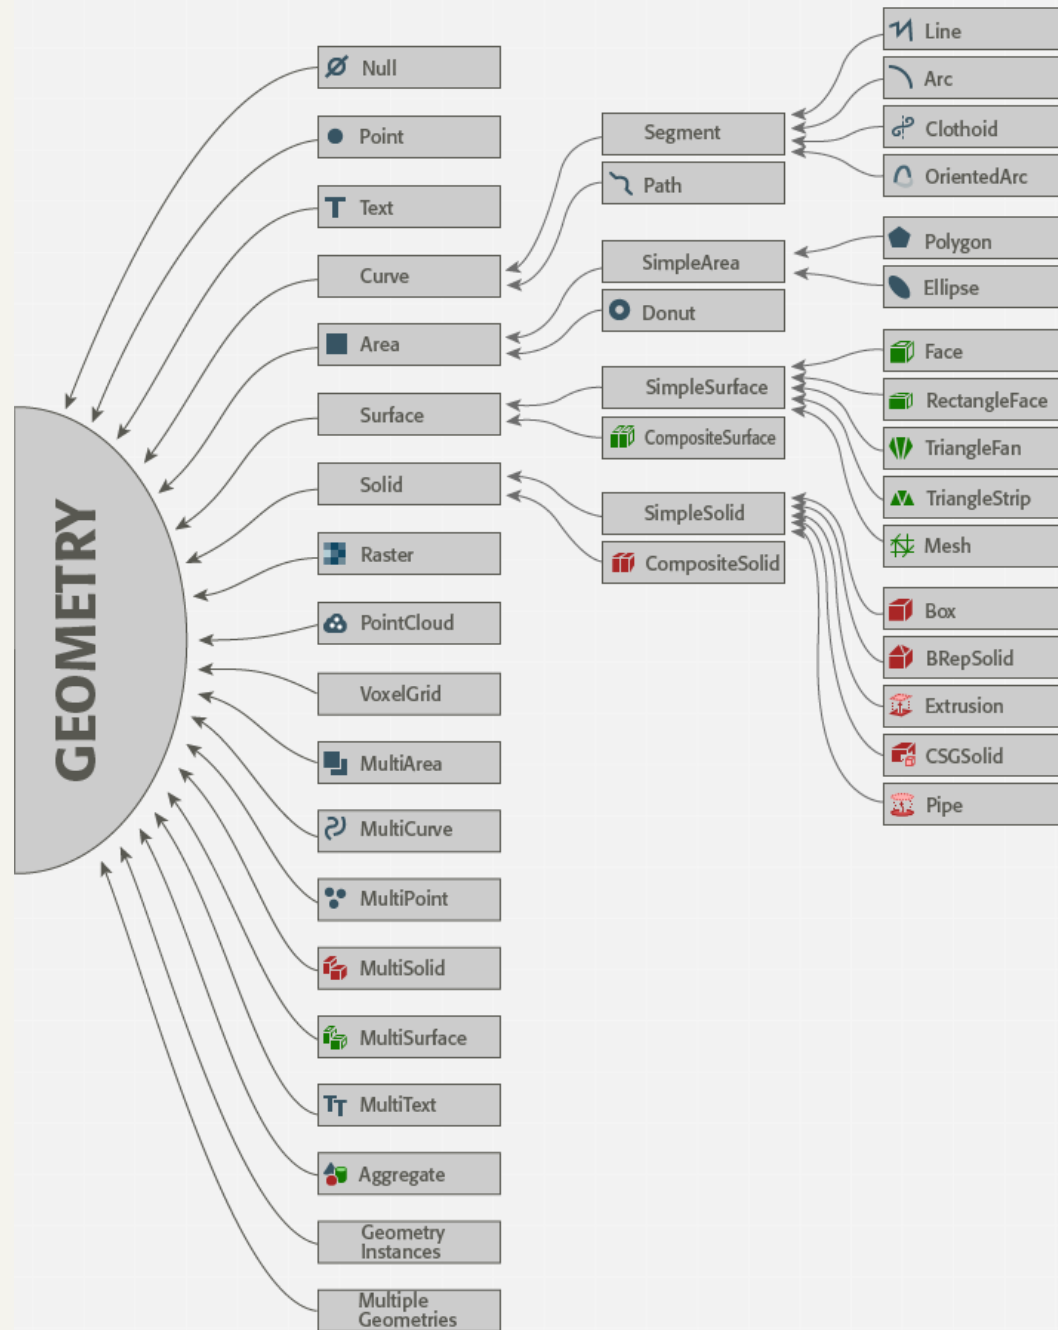 GEOMETRY
Null
Point
Text
Curve
Area
Surface
Solid
Raster
PointCloud
VoxelGrid
MultiArea
MultiCurve
MultiPoint
MultiSolid
MultiSurface
MultiText
Aggregate
Geometry
Instances
Multiple
Geometries
Segment
Path
SimpleArea
Donut
SimpleSurface
CompositeSurface
SimpleSolid
CompositeSolid
Line
Arc
Clothoid
OrientedArc
Polygon
Ellipse
Face
RectangleFace
TriangleFan
TriangleStrip
Mesh
Box
BRepSolid
Extrusion
CSGSolid
Pipe